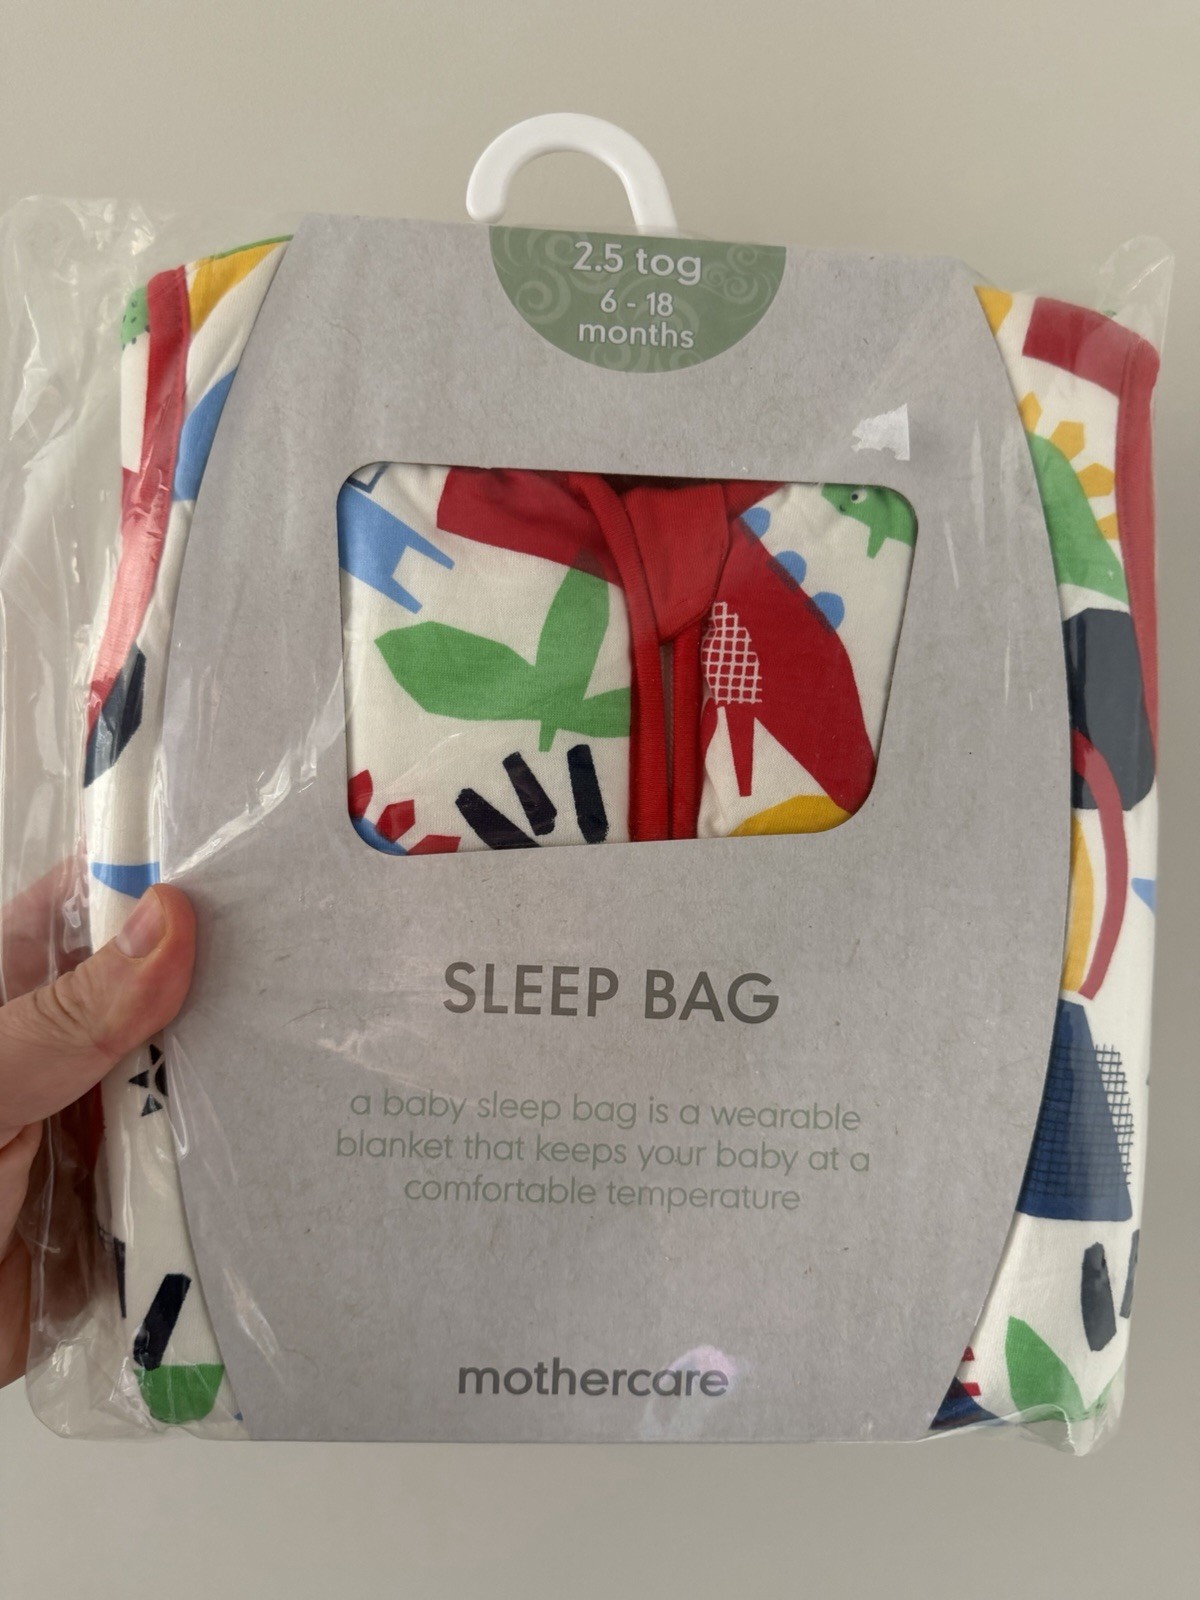 2.5 tog
6 - 18
months
SLEEP BAG
a baby sleep bag is a wearable
blanket that keeps your baby at a
comfortable temperature
mothercare